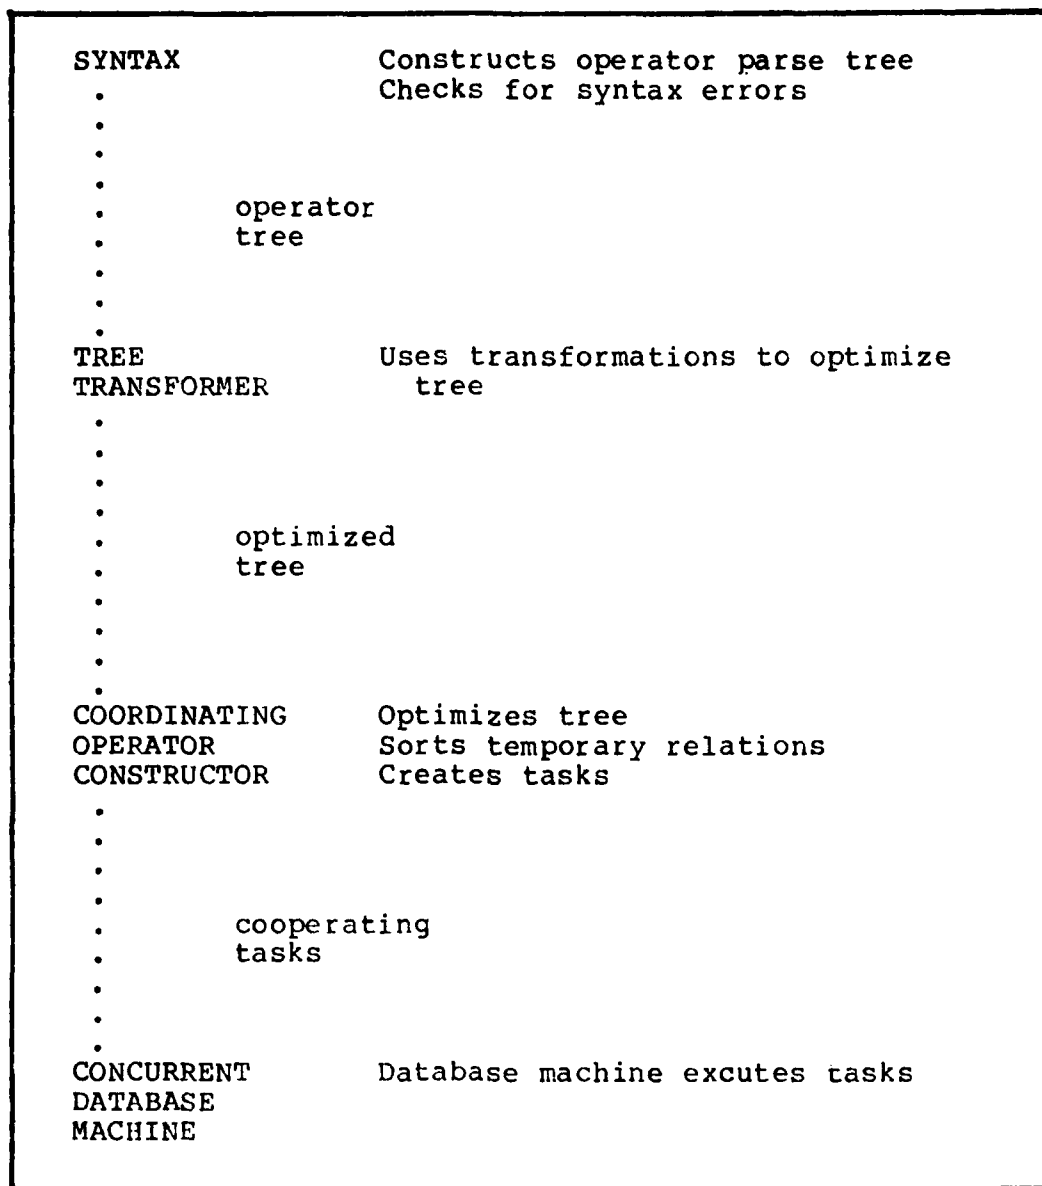 SYNTAX Constructs operator parse tree
. Checks for syntax errors
.
.
.
. operator
. tree
.
.
.
TREE Uses transformations to optimize
TRANSFORMER tree
.
.
.
.
. optimized
. tree
.
.
.
.
COORDINATING Optimizes tree
OPERATOR Sorts temporary relations
CONSTRUCTOR Creates tasks
.
.
.
.
. cooperating
. tasks
.
.
.
CONCURRENT Database machine excutes tasks
DATABASE
MACHINE